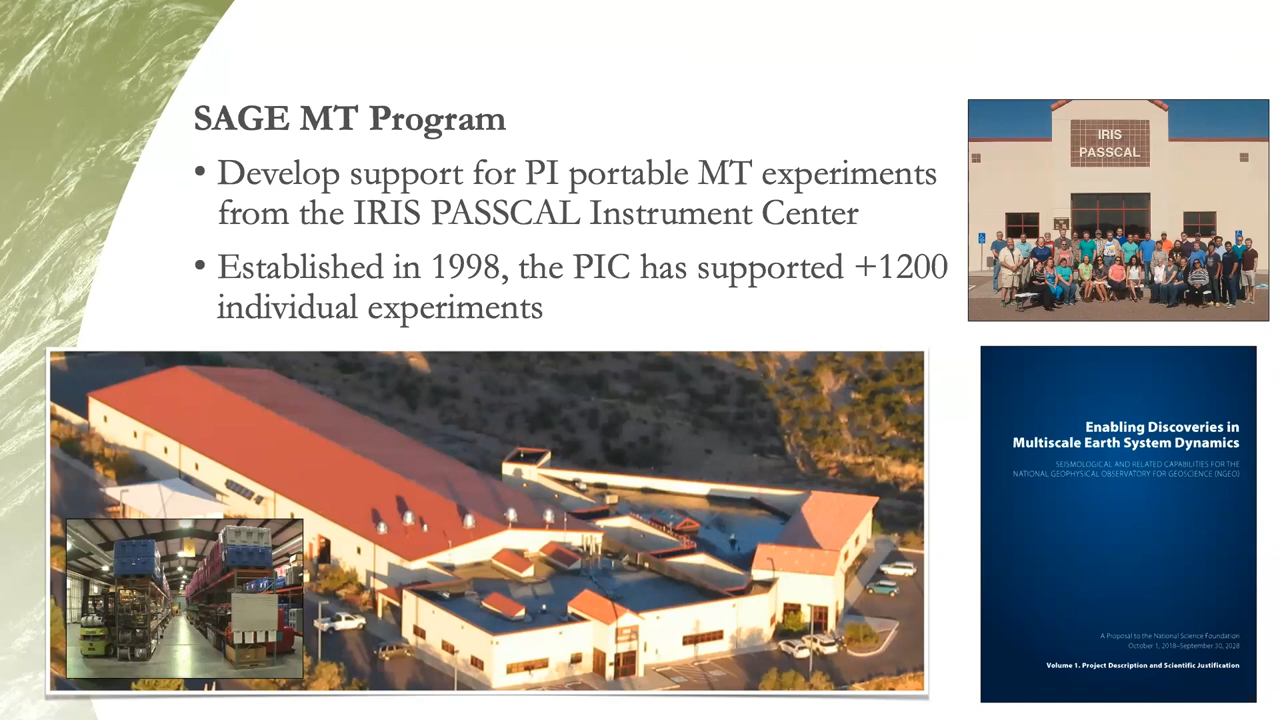 SAGE MT Program
• Develop support for PI portable MT experiments
from the IRIS PASSCAL Instrument Center
• Established in 1998, the PIC has supported +1200
individual experiments
IRIS
PASSCAL
Enabling Discoveries in
Multiscale Earth System Dynamics
SEISMOLOGICAL AND RELATED CAPABILITIES FOR THE
NATIONAL GEOPHYSICAL OBSERVATORY FOR GEOSCIENCE (NGEO)
A Proposal to the National Science Foundation
October 1, 2018–September 30, 2028
Volume 1. Project Description and Scientific Justification